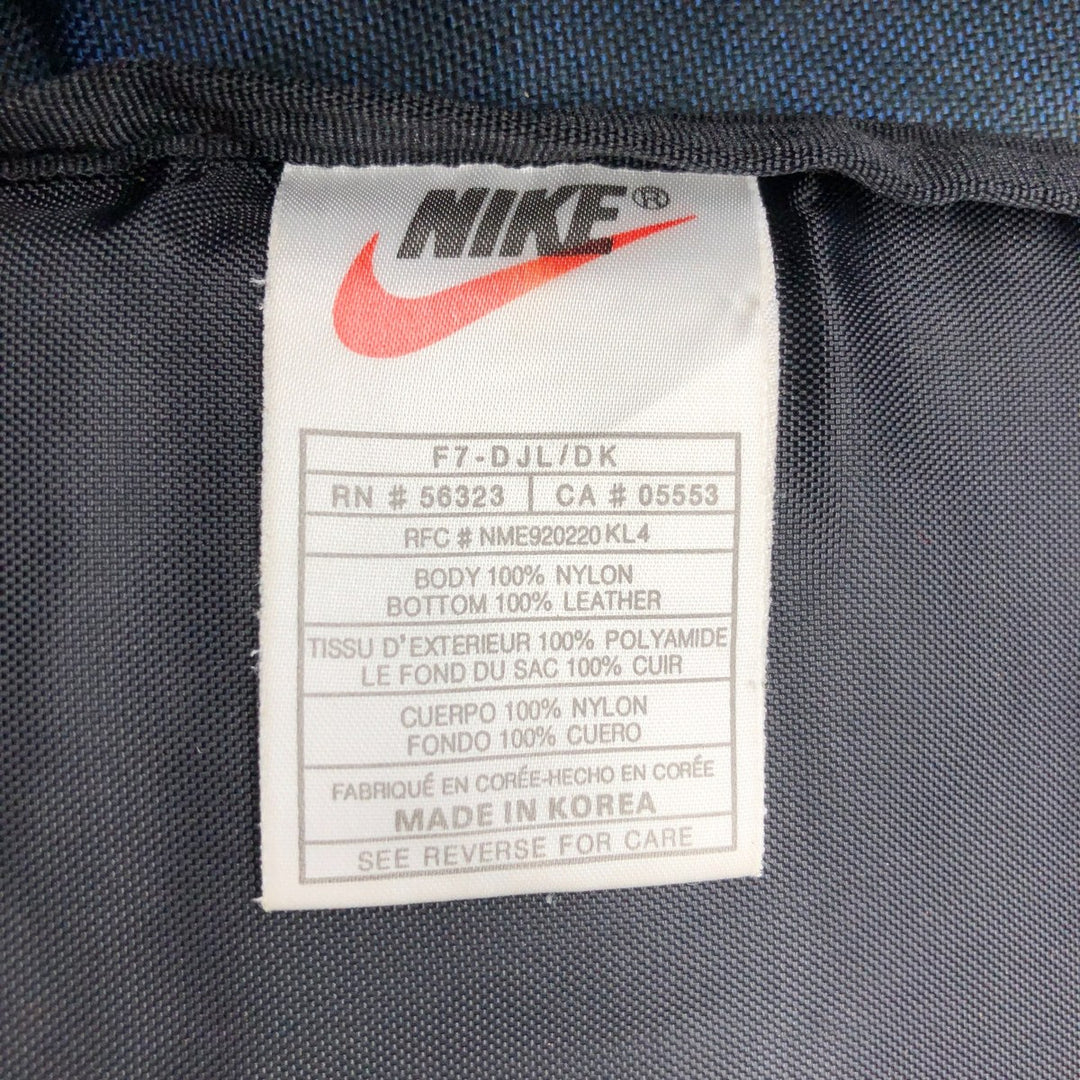 NIKE®
F7-DJL/DK
RN # 56323 CA # 05553
RFC # NME920220KL4
BODY 100% NYLON
BOTTOM 100% LEATHER
TISSU D'EXTERIEUR 100% POLYAMIDE
LE FOND DU SAC 100% CUIR
CUERPO 100% NYLON
FONDO 100% CUERO
FABRIQUÉ EN CORÉE-HECHO EN CORÉE
MADE IN KOREA
SEE REVERSE FOR CARE